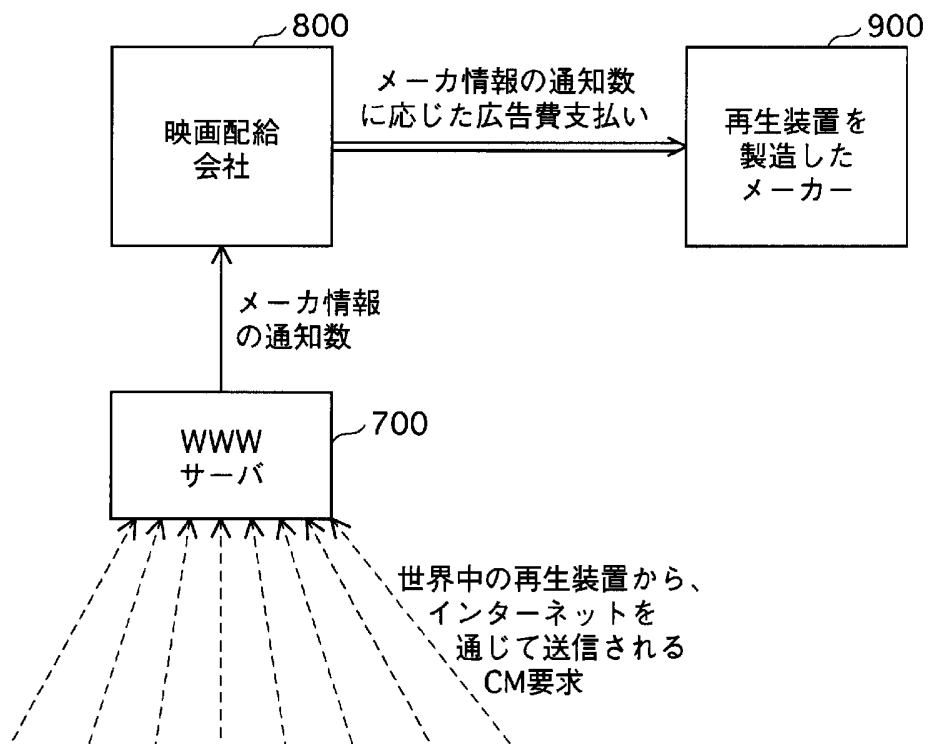 800
映画配給
会社
メーカ情報の通知数
に応じた広告費支払い
900
再生装置を
製造した
メーカー
メーカ情報
の通知数
WWW
サーバ
700
世界中の再生装置から、
インターネットを
通じて送信される
CM要求